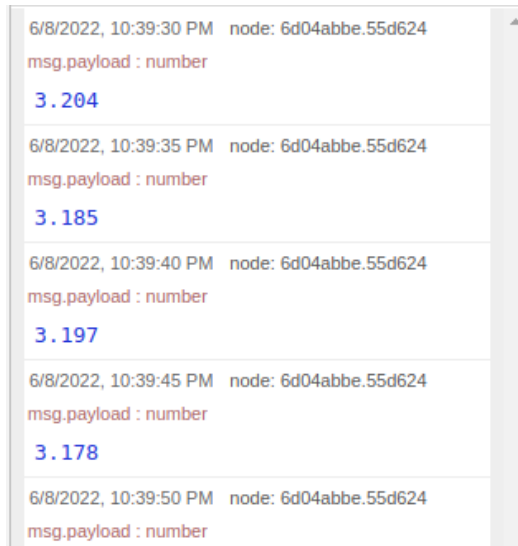 6/8/2022, 10:39:30 PM node: 6d04abbe.55d624
msg.payload : number
3.204
6/8/2022, 10:39:35 PM node: 6d04abbe.55d624
msg.payload : number
3.185
6/8/2022, 10:39:40 PM node: 6d04abbe.55d624
msg.payload : number
3.197
6/8/2022, 10:39:45 PM node: 6d04abbe.55d624
msg.payload : number
3.178
6/8/2022, 10:39:50 PM node: 6d04abbe.55d624
msg.payload : number